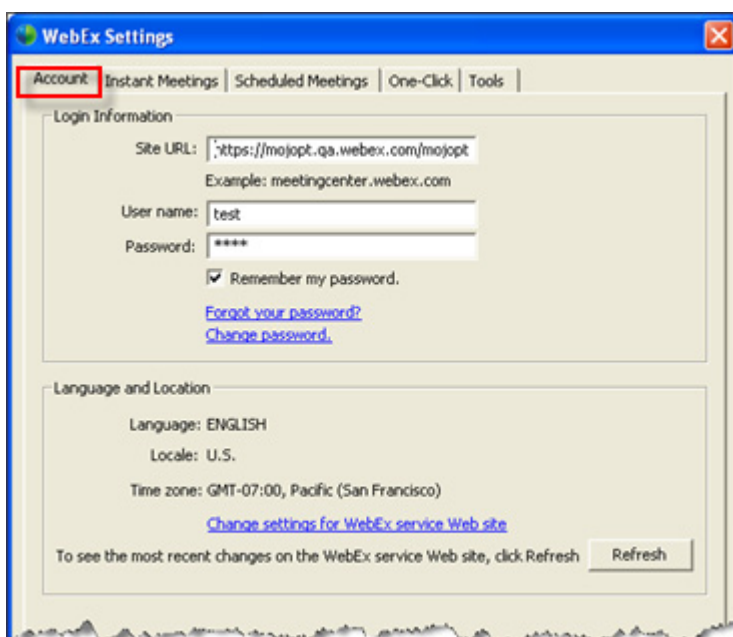 WebEx Settings
Account Instant Meetings Scheduled Meetings One-Click Tools
Login Information
Site URL: ttps://mojopt.qa.webex.com/mojopt
Example: meetingcenter.webex.com
User name: test
Password: ****
Remember my password.
Forgot your password?
Change password.
Language and Location
Language: ENGLISH
Locale: U.S.
Time zone: GMT-07:00, Pacific (San Francisco)
Change settings for WebEx service Web site
To see the most recent changes on the WebEx service Web site, click Refresh Refresh